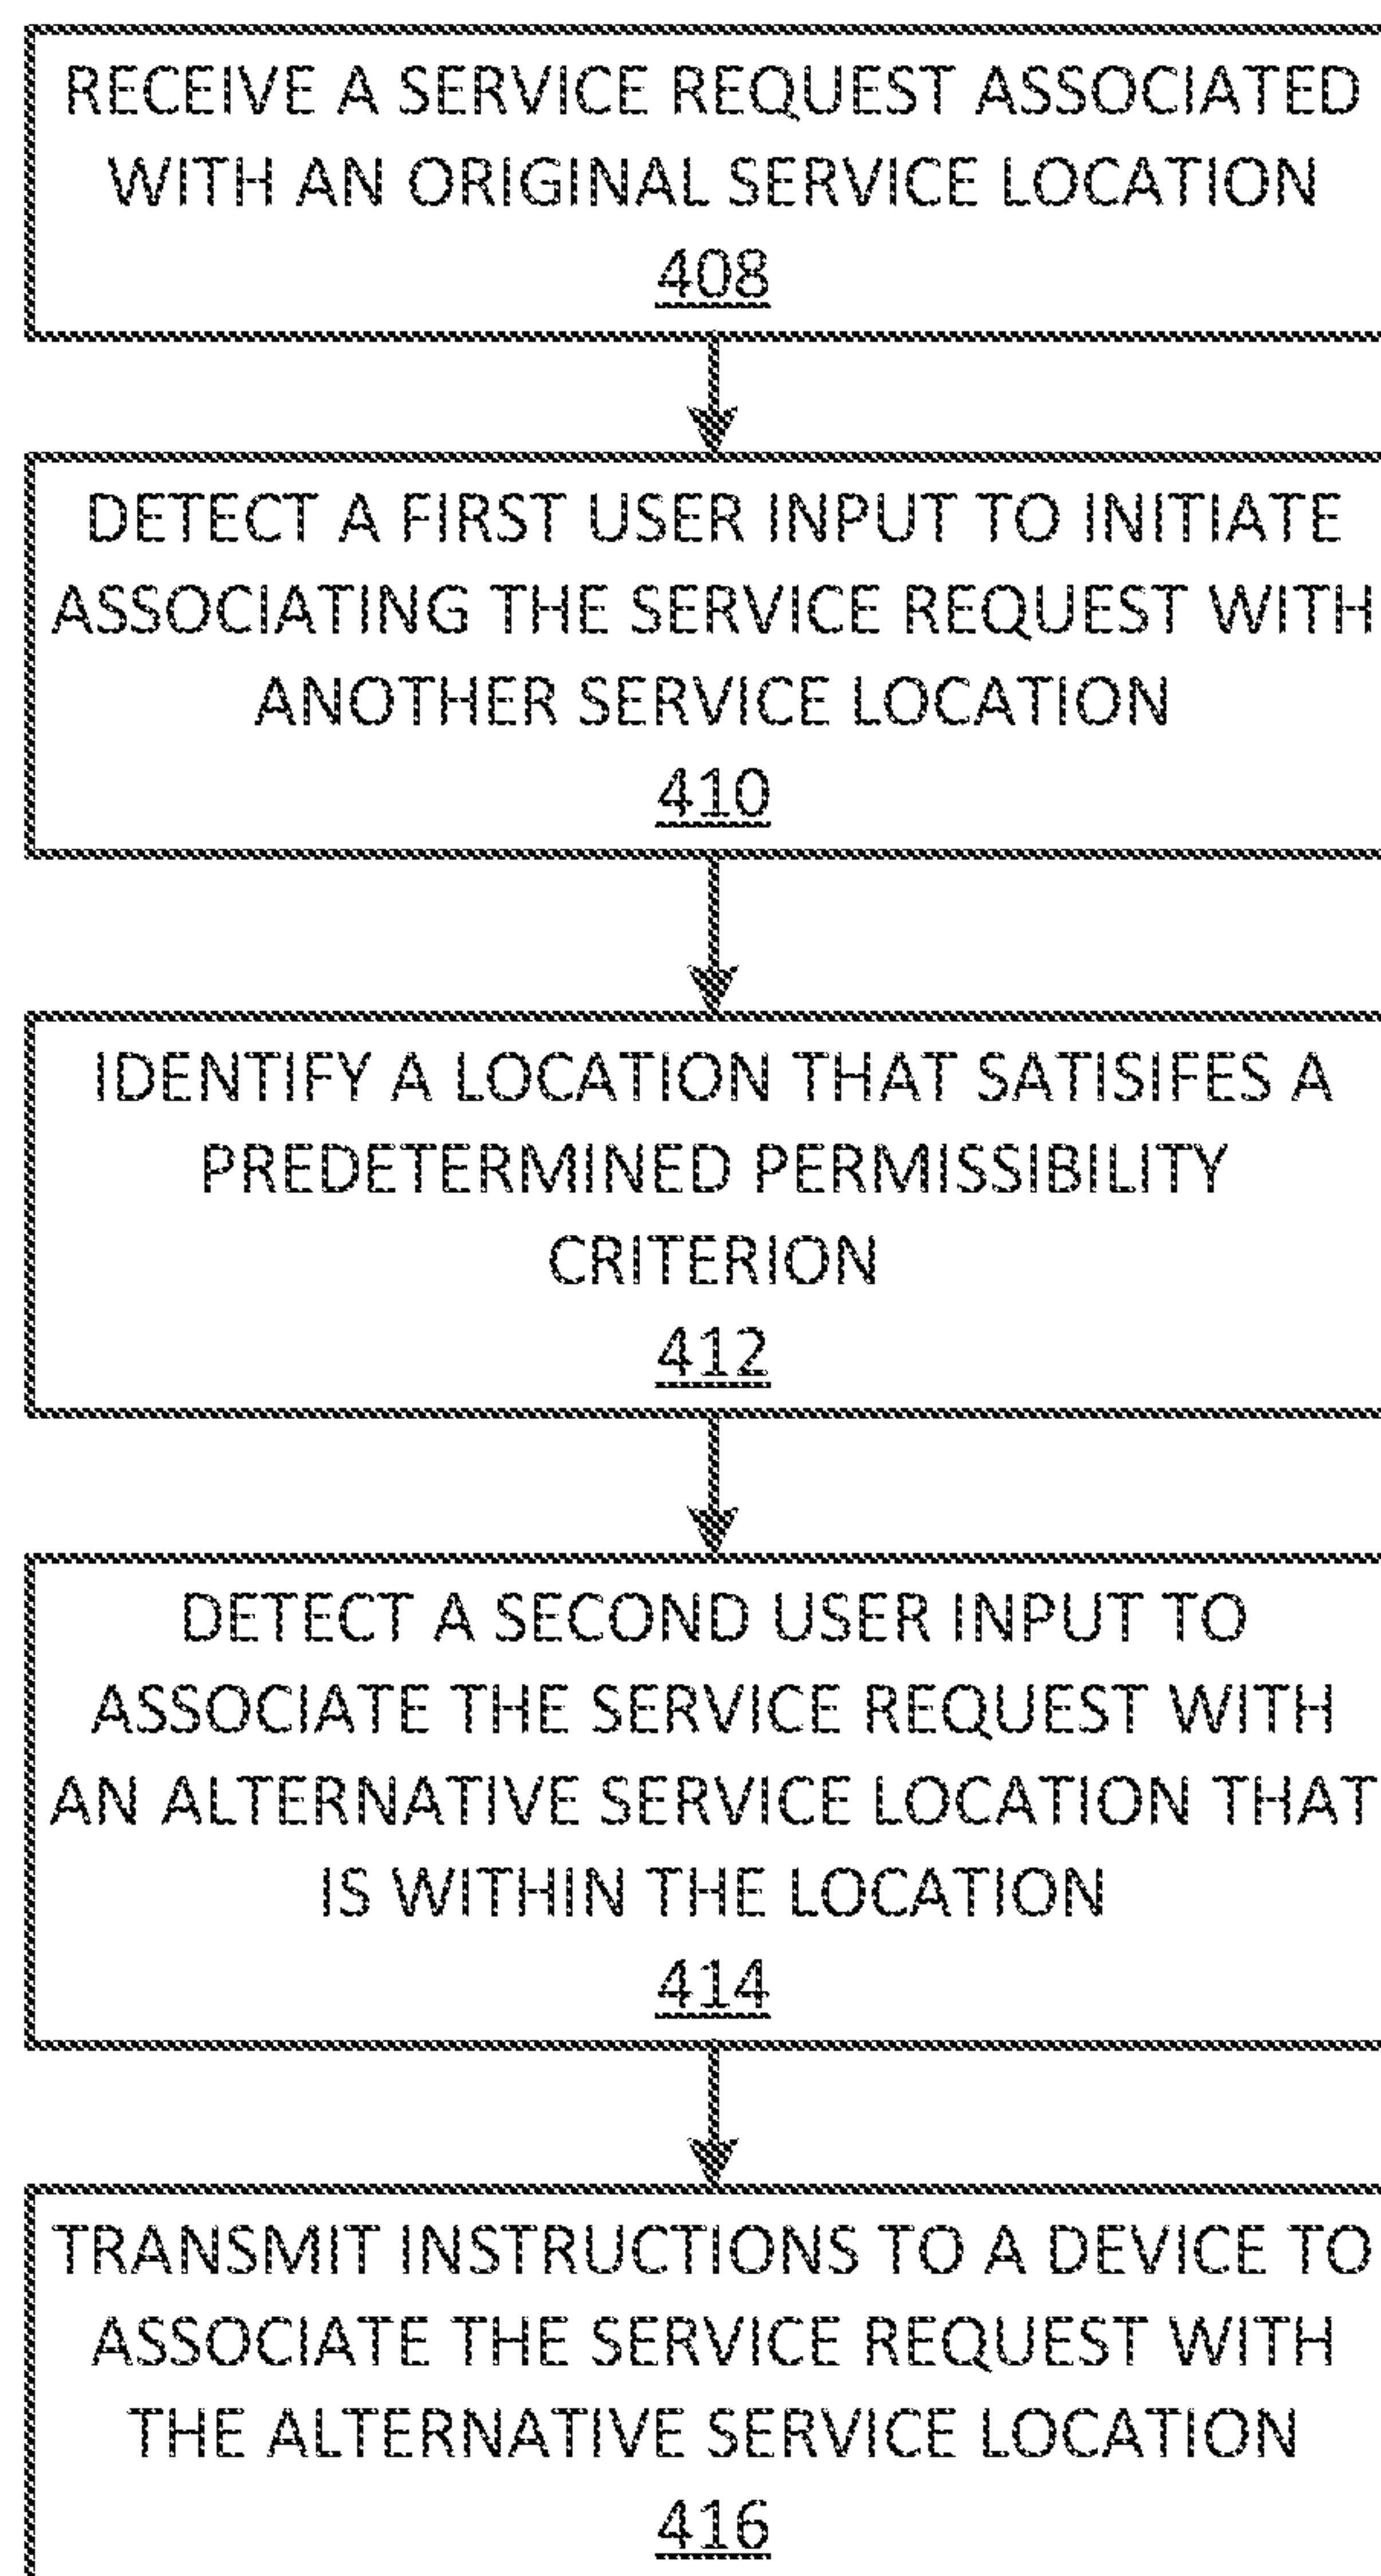 RECEIVE A SERVICE REQUEST ASSOCIATED
WITH AN ORIGINAL SERVICE LOCATION
408
DETECT A FIRST USER INPUT TO INITIATE
ASSOCIATING THE SERVICE REQUEST WITH
ANOTHER SERVICE LOCATION
410
IDENTIFY A LOCATION THAT SATISIFES A
PREDETERMINED PERMISSIBILITY
CRITERION
412
DETECT A SECOND USER INPUT TO
ASSOCIATE THE SERVICE REQUEST WITH
AN ALTERNATIVE SERVICE LOCATION THAT
IS WITHIN THE LOCATION
414
TRANSMIT INSTRUCTIONS TO A DEVICE TO
ASSOCIATE THE SERVICE REQUEST WITH
THE ALTERNATIVE SERVICE LOCATION
416